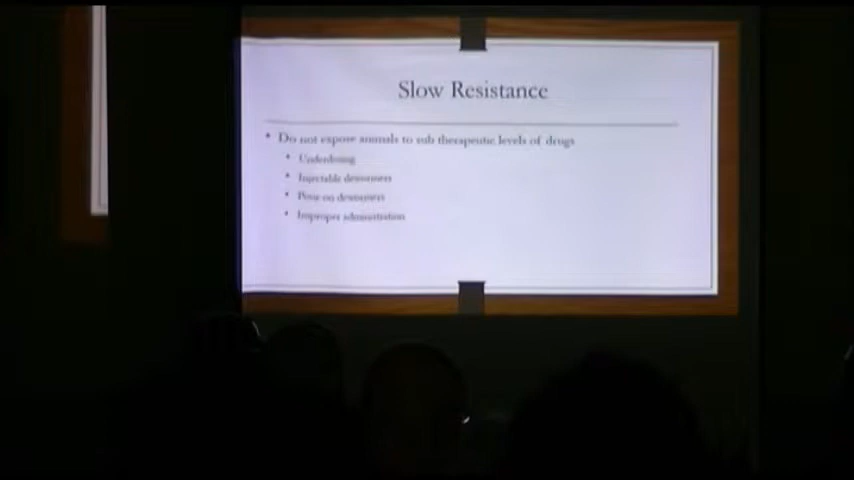 Slow Resistance
• Do not expose animals to sub therapeutic levels of drugs
• Underdosing
• Injectable dewormers
• Pour on dewormers
• Improper administration